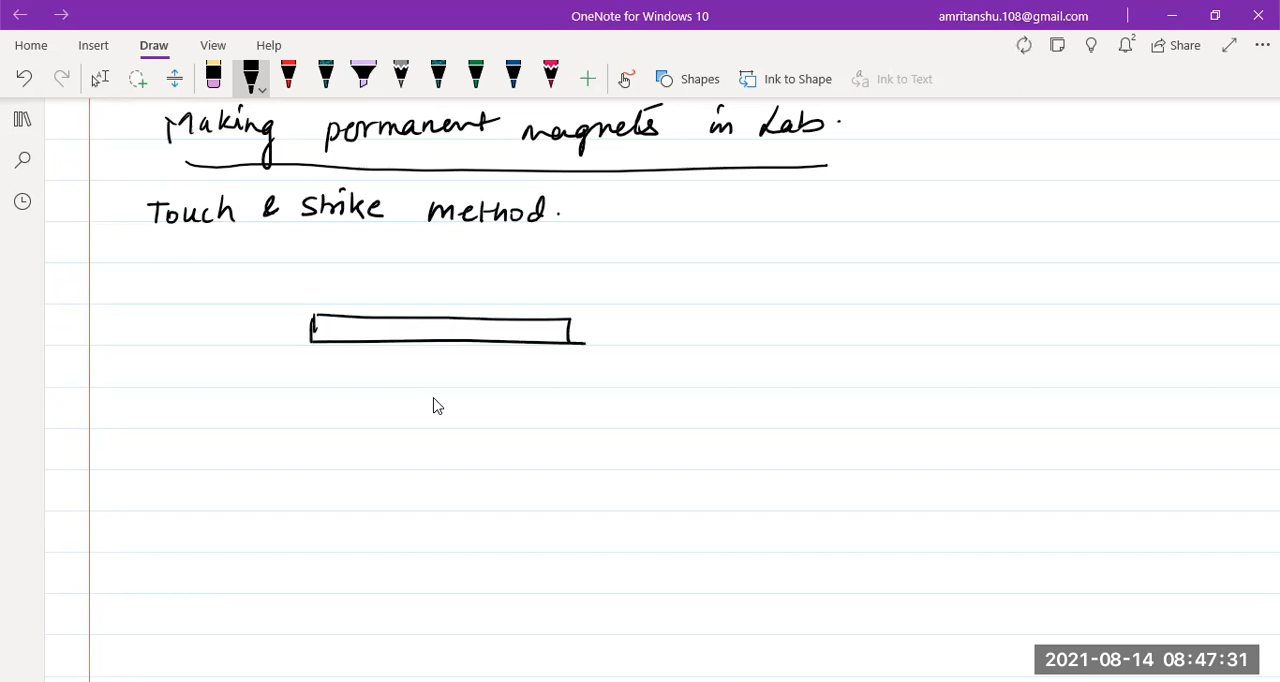 OneNote for Windows 10
amritanshu.108@gmail.com
Home Insert Draw View Help
Share
Shapes Ink to Shape Ink to Text
Making permanent magnets in Lab.
Touch & Strike method.
2021-08-14 08:47:31